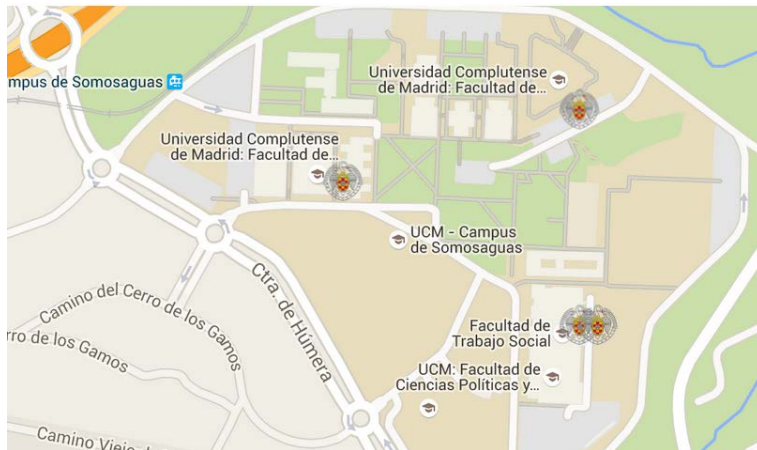 Universidad Complutense
de Madrid: Facultad de...
mpus de Somosaguas
Universidad Complutense
de Madrid: Facultad de...
UCM - Campus
de Somosaguas
Ctra. de Húmera
Camino del Cerro de los Gamos
rro de los Gamos
Facultad de
Trabajo Social
UCM: Facultad de
Ciencias Políticas y...
Camino Viejo